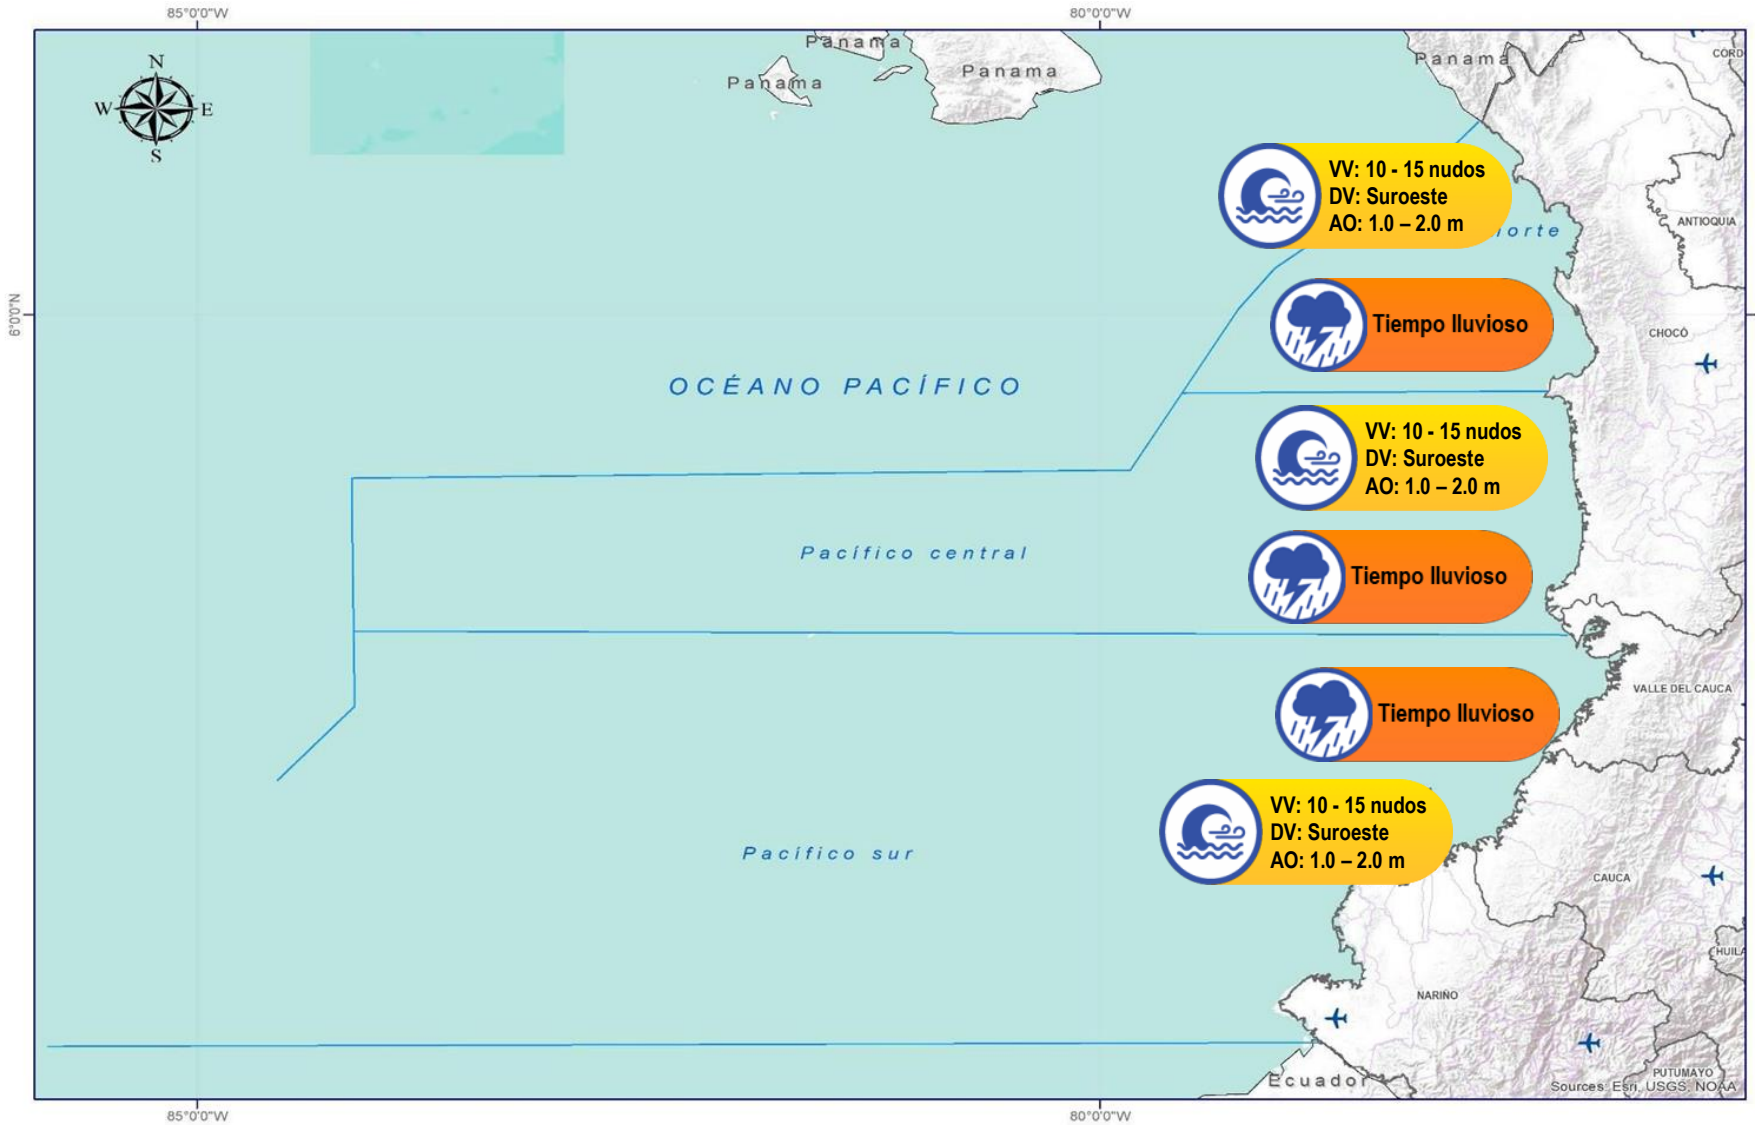 85°0'0"W
80°0'0"W
N
W
E
S
Panama
Panama
Panama
Panama
CÓRD
VV: 10 - 15 nudos
DV: Suroeste
AO: 1.0 – 2.0 m
norte
ANTIOQUIA
6°0'0"N
Tiempo lluvioso
CHOCÓ
OCÉANO PACÍFICO
VV: 10 - 15 nudos
DV: Suroeste
AO: 1.0 – 2.0 m
Pacífico central
Tiempo lluvioso
VALLE DEL CAUCA
Tiempo lluvioso
VV: 10 - 15 nudos
DV: Suroeste
AO: 1.0 – 2.0 m
Pacífico sur
CAUCA
HUILA
NARIÑO
Ecuador
PUTUMAYO
Sources: Esri, USGS, NOAA
85°0'0"W
80°0'0"W